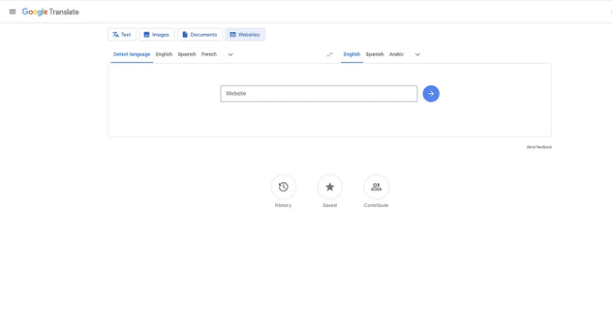 Google Translate
Text Images Documents Websites
Detect language English Spanish French English Spanish Arabic
Website
Send feedback
History Saved Contribute